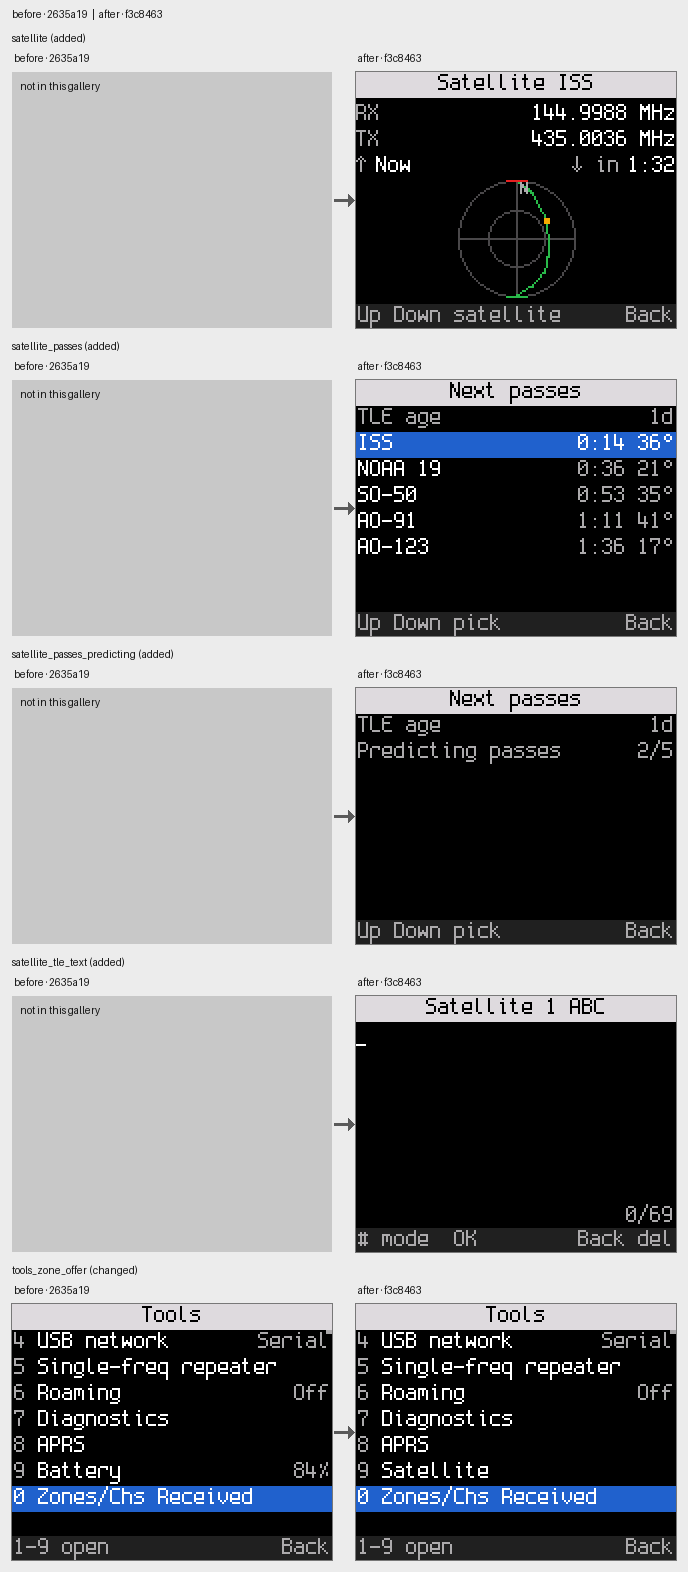 before · 2635a19 | after · f3c8463
satellite (added)
before · 2635a19
after · f3c8463
not in this gallery
Satellite ISS
RX 144.9988 MHz
TX 435.0036 MHz
↑ Now ↓ in 1:32
N
Up Down satellite Back
satellite_passes (added)
before · 2635a19
after · f3c8463
not in this gallery
Next passes
TLE age 1d
ISS 0:14 36°
NOAA 19 0:36 21°
SO-50 0:53 35°
AO-91 1:11 41°
AO-123 1:36 17°
Up Down pick Back
satellite_passes_predicting (added)
before · 2635a19
after · f3c8463
not in this gallery
Next passes
TLE age 1d
Predicting passes 2/5
Up Down pick Back
satellite_tle_text (added)
before · 2635a19
after · f3c8463
not in this gallery
Satellite 1 ABC
_
0/69
# mode OK Back del
tools_zone_offer (changed)
before · 2635a19
after · f3c8463
Tools
4 USB network Serial
5 Single-freq repeater
6 Roaming Off
7 Diagnostics
8 APRS
9 Battery 84%
0 Zones/Chs Received
1-9 open Back
Tools
4 USB network Serial
5 Single-freq repeater
6 Roaming Off
7 Diagnostics
8 APRS
9 Satellite
0 Zones/Chs Received
1-9 open Back